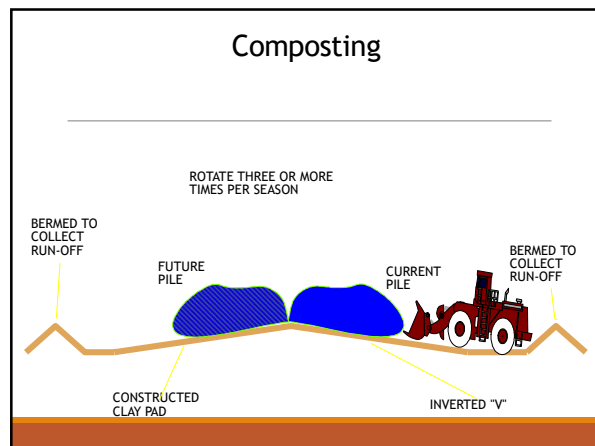 Composting
ROTATE THREE OR MORE
TIMES PER SEASON
BERMED TO
COLLECT
RUN-OFF
BERMED TO
COLLECT
RUN-OFF
FUTURE
PILE
CURRENT
PILE
CONSTRUCTED
CLAY PAD
INVERTED "V"